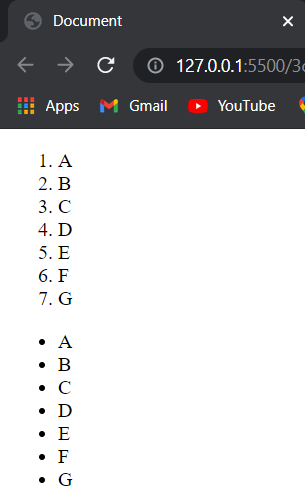 Document
127.0.0.1:5500/3
Apps Gmail YouTube
1. A
2. B
3. C
4. D
5. E
6. F
7. G
• A
• B
• C
• D
• E
• F
• G